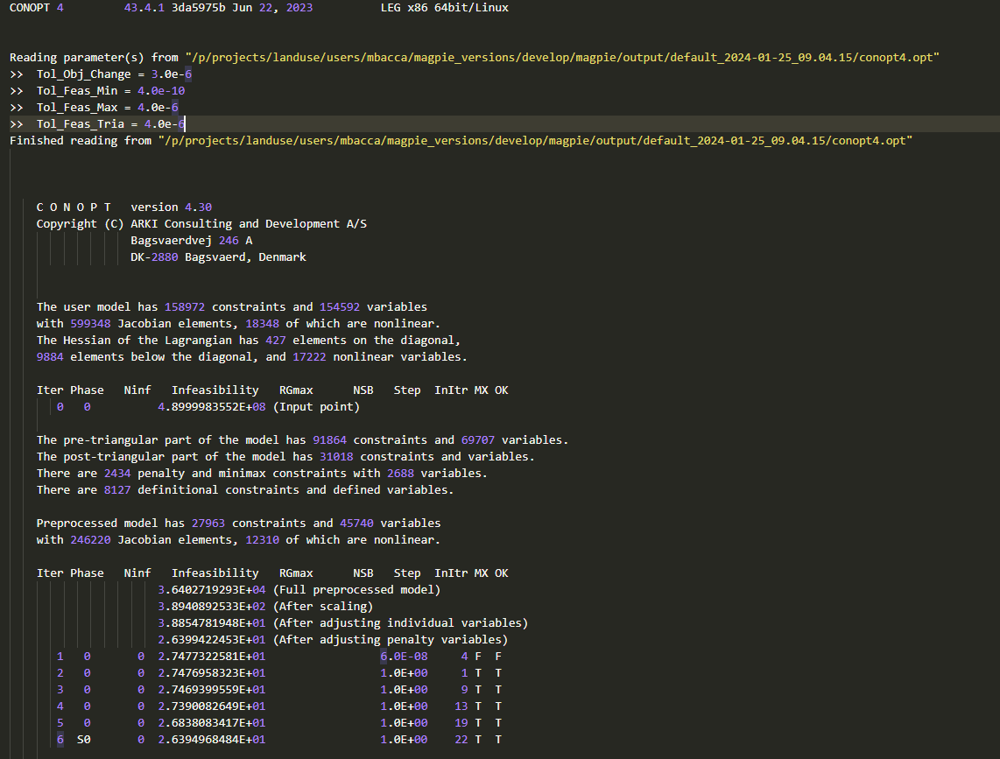 CONOPT 4         43.4.1 3da5975b Jun 22, 2023          LEG x86 64bit/Linux
Reading parameter(s) from "/p/projects/landuse/users/mbacca/magpie_versions/develop/magpie/output/default_2024-01-25_09.04.15/conopt4.opt"
>>  Tol_Obj_Change = 3.0e-6
>>  Tol_Feas_Min = 4.0e-10
>>  Tol_Feas_Max = 4.0e-6
>>  Tol_Feas_Tria = 4.0e-6
Finished reading from "/p/projects/landuse/users/mbacca/magpie_versions/develop/magpie/output/default_2024-01-25_09.04.15/conopt4.opt"
C O N O P T   version 4.30
Copyright (C) ARKI Consulting and Development A/S
Bagsvaerdvej 246 A
DK-2880 Bagsvaerd, Denmark
The user model has 158972 constraints and 154592 variables
with 599348 Jacobian elements, 18348 of which are nonlinear.
The Hessian of the Lagrangian has 427 elements on the diagonal,
9884 elements below the diagonal, and 17222 nonlinear variables.
Iter Phase   Ninf   Infeasibility   RGmax      NSB   Step  InItr MX OK
0   0          4.8999983552E+08 (Input point)
The pre-triangular part of the model has 91864 constraints and 69707 variables.
The post-triangular part of the model has 31018 constraints and variables.
There are 2434 penalty and minimax constraints with 2688 variables.
There are 8127 definitional constraints and defined variables.
Preprocessed model has 27963 constraints and 45740 variables
with 246220 Jacobian elements, 12310 of which are nonlinear.
Iter Phase   Ninf   Infeasibility   RGmax      NSB   Step  InItr MX OK
3.6402719293E+04 (Full preprocessed model)
3.8940892533E+02 (After scaling)
3.8854781948E+01 (After adjusting individual variables)
2.6399422453E+01 (After adjusting penalty variables)
1   0       0  2.7477322581E+01                 6.0E-08     4 F  F
2   0       0  2.7476958323E+01                 1.0E+00     1 T  T
3   0       0  2.7469399559E+01                 1.0E+00     9 T  T
4   0       0  2.7390082649E+01                 1.0E+00    13 T  T
5   0       0  2.6838083417E+01                 1.0E+00    19 T  T
6  S0       0  2.6394968484E+01                 1.0E+00    22 T  T